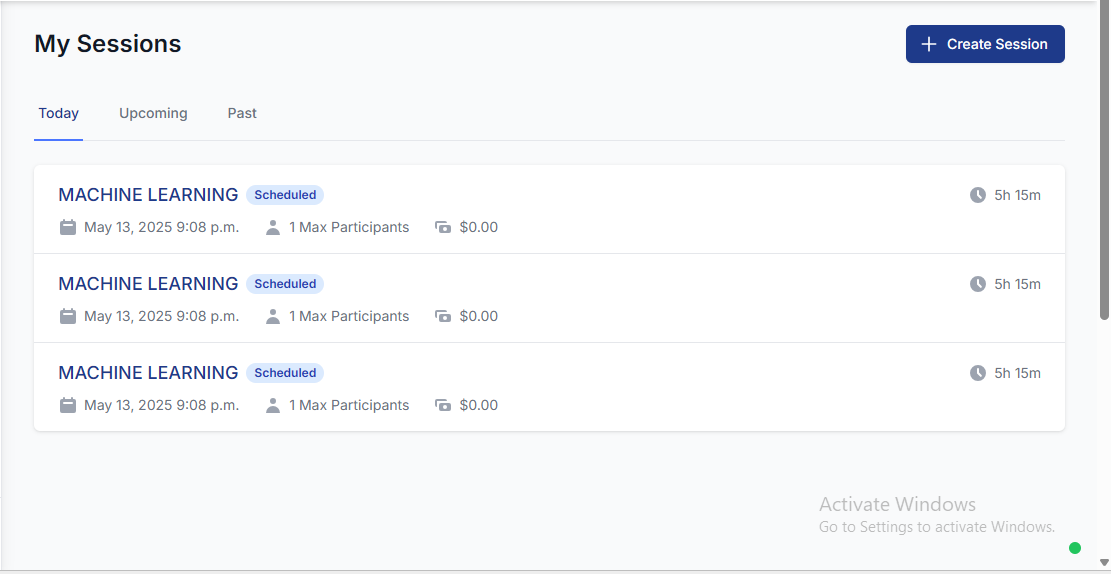 My Sessions
Create Session
Today Upcoming Past
MACHINE LEARNING Scheduled 5h 15m
May 13, 2025 9:08 p.m. 1 Max Participants $0.00
MACHINE LEARNING Scheduled 5h 15m
May 13, 2025 9:08 p.m. 1 Max Participants $0.00
MACHINE LEARNING Scheduled 5h 15m
May 13, 2025 9:08 p.m. 1 Max Participants $0.00
Activate Windows
Go to Settings to activate Windows.